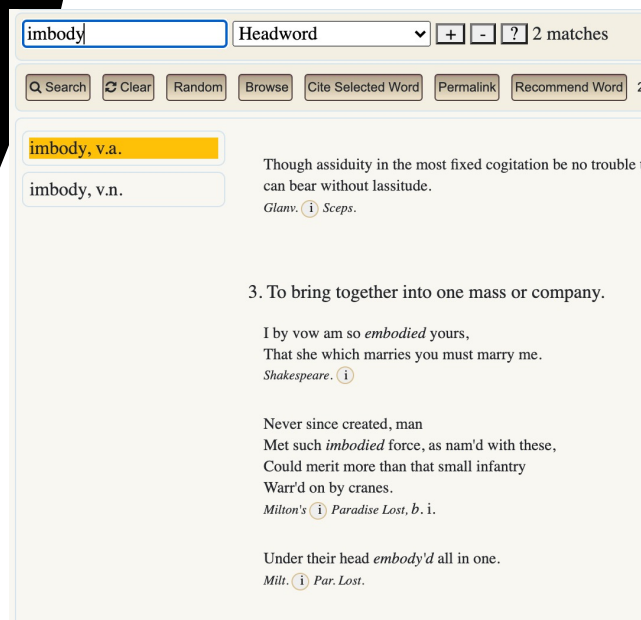 imbody Headword + - ? 2 matches
Search Clear Random Browse Cite Selected Word Permalink Recommend Word 2
imbody, v.a.
imbody, v.n.
Though assiduity in the most fixed cogitation be no trouble
can bear without lassitude.
Glanv. i Sceps.
3. To bring together into one mass or company.
I by vow am so embodied yours,
That she which marries you must marry me.
Shakespeare. i
Never since created, man
Met such imbodied force, as nam'd with these,
Could merit more than that small infantry
Warr'd on by cranes.
Milton's i Paradise Lost, b. i.
Under their head embody'd all in one.
Milt. i Par. Lost.